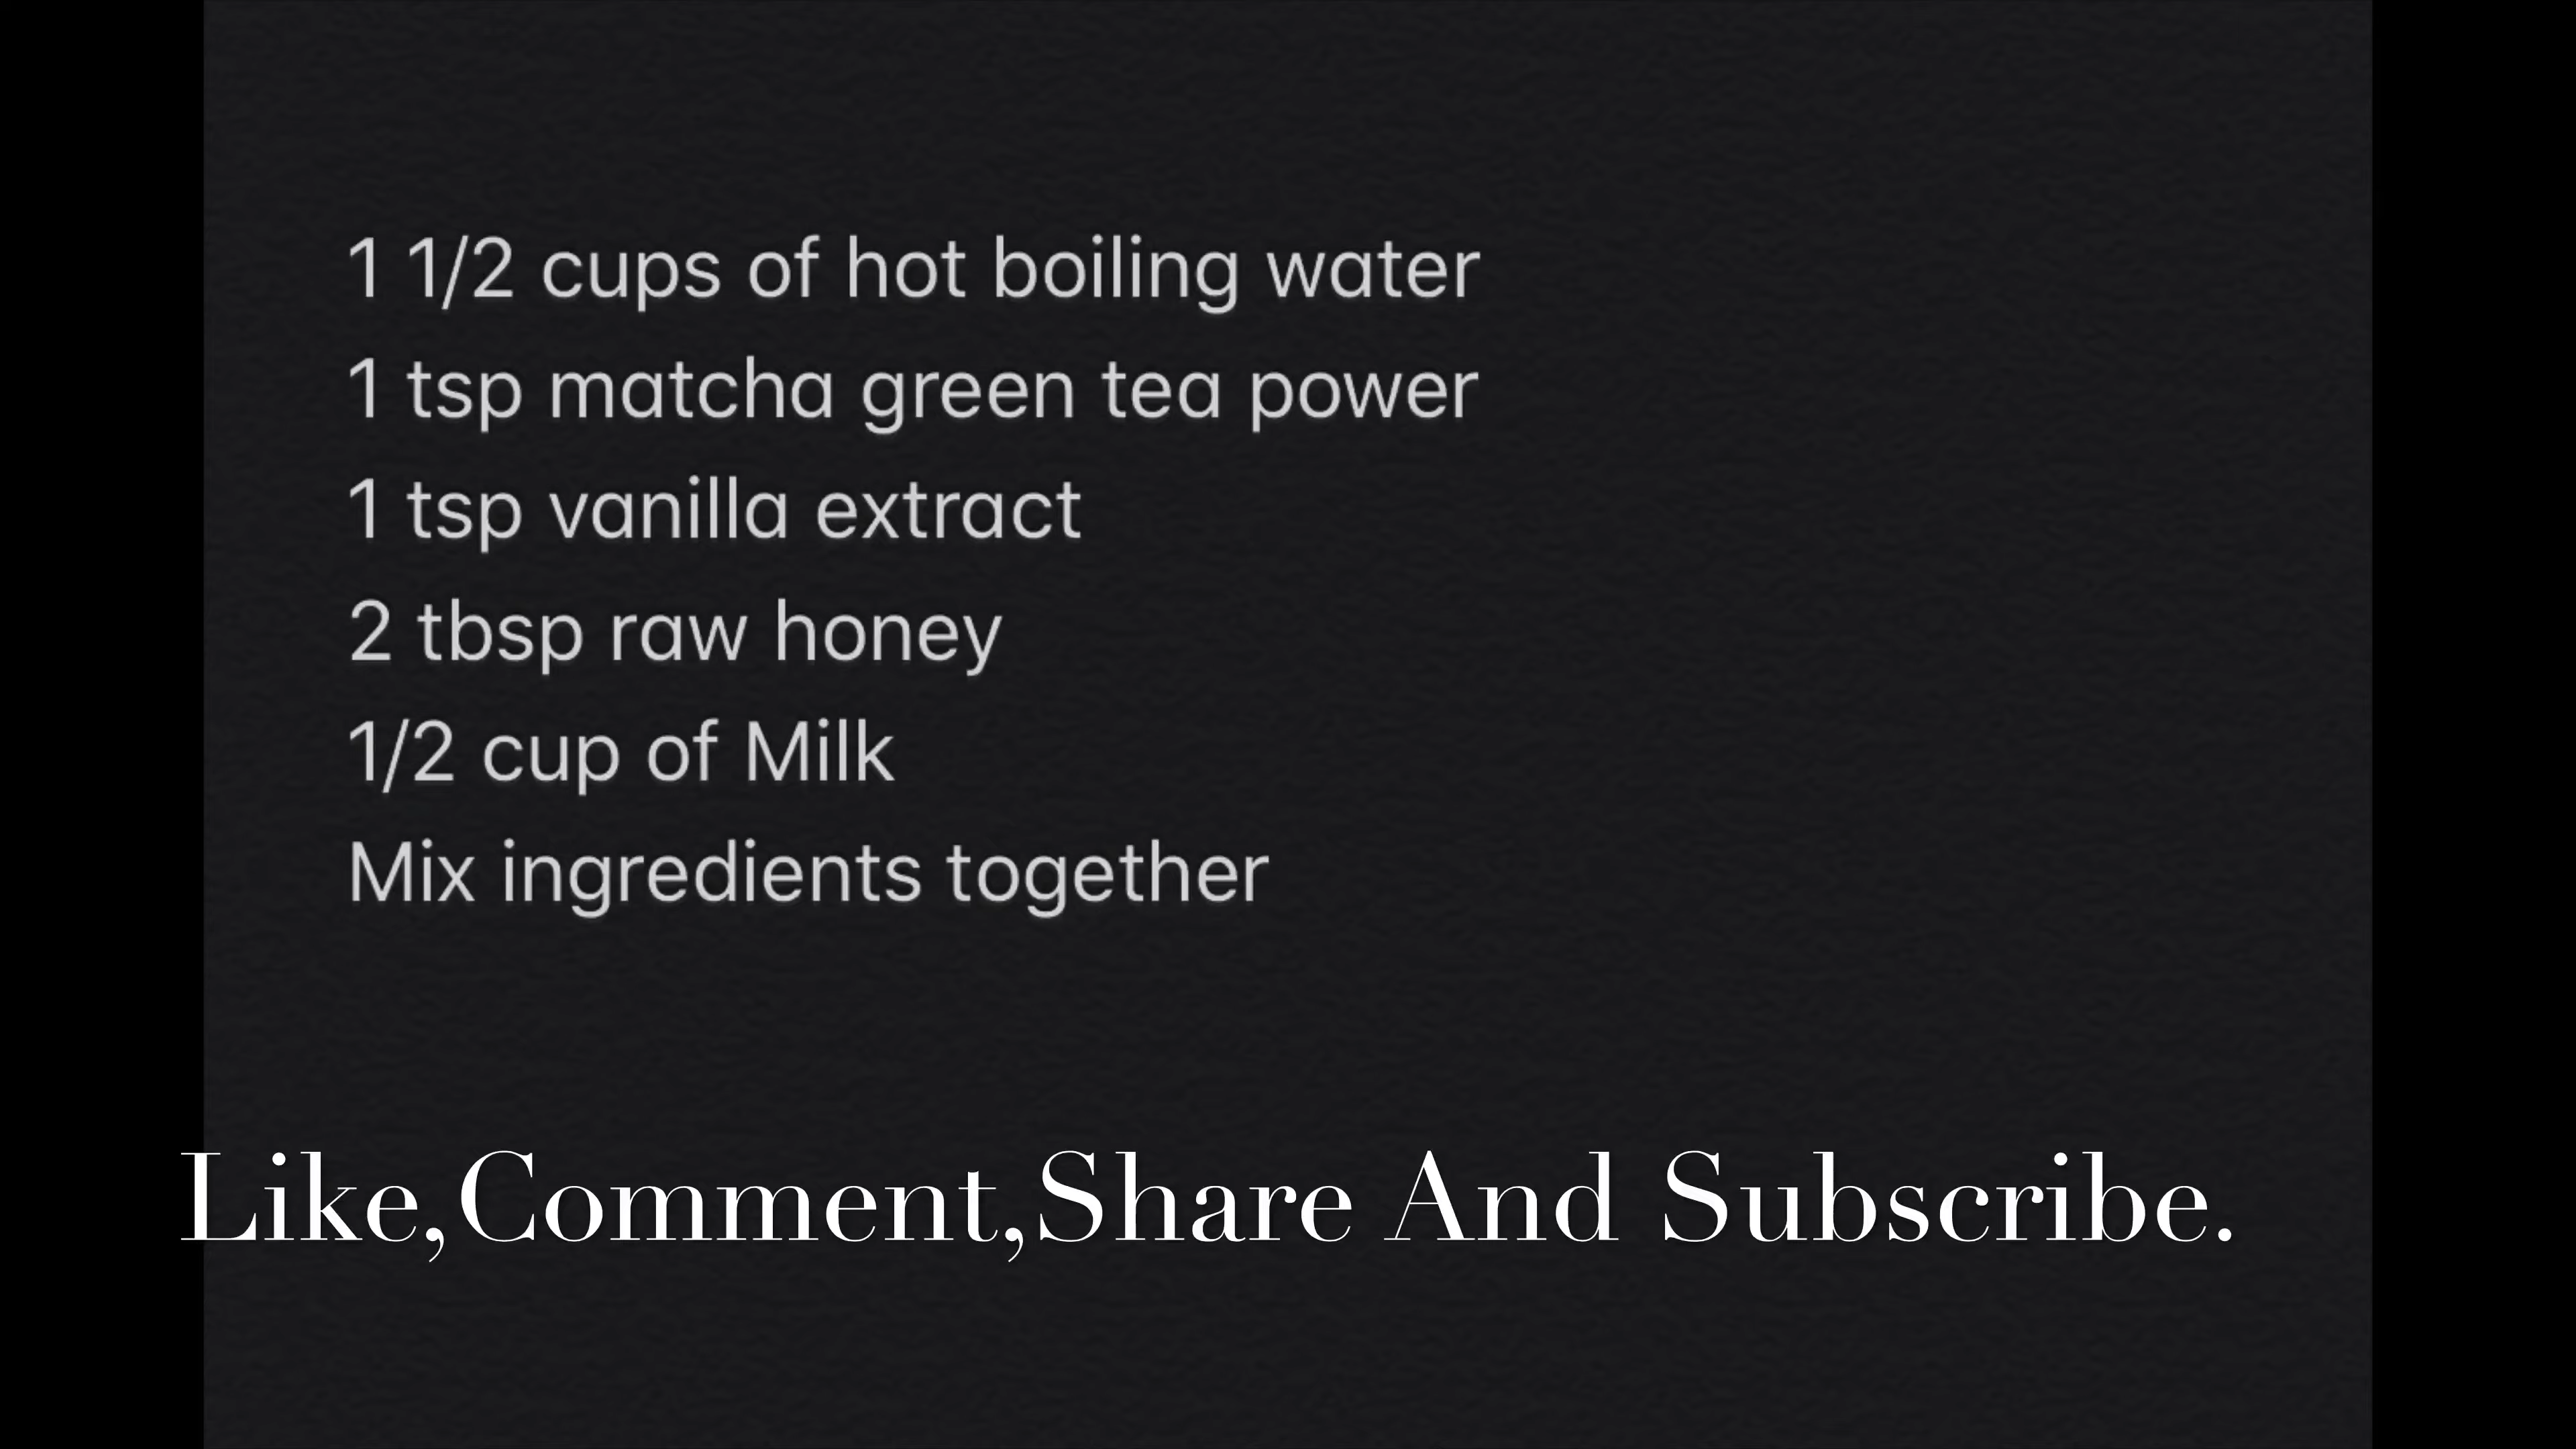 1 1/2 cups of hot boiling water
1 tsp matcha green tea power
1 tsp vanilla extract
2 tbsp raw honey
1/2 cup of Milk
Mix ingredients together
Like,Comment,Share And Subscribe.